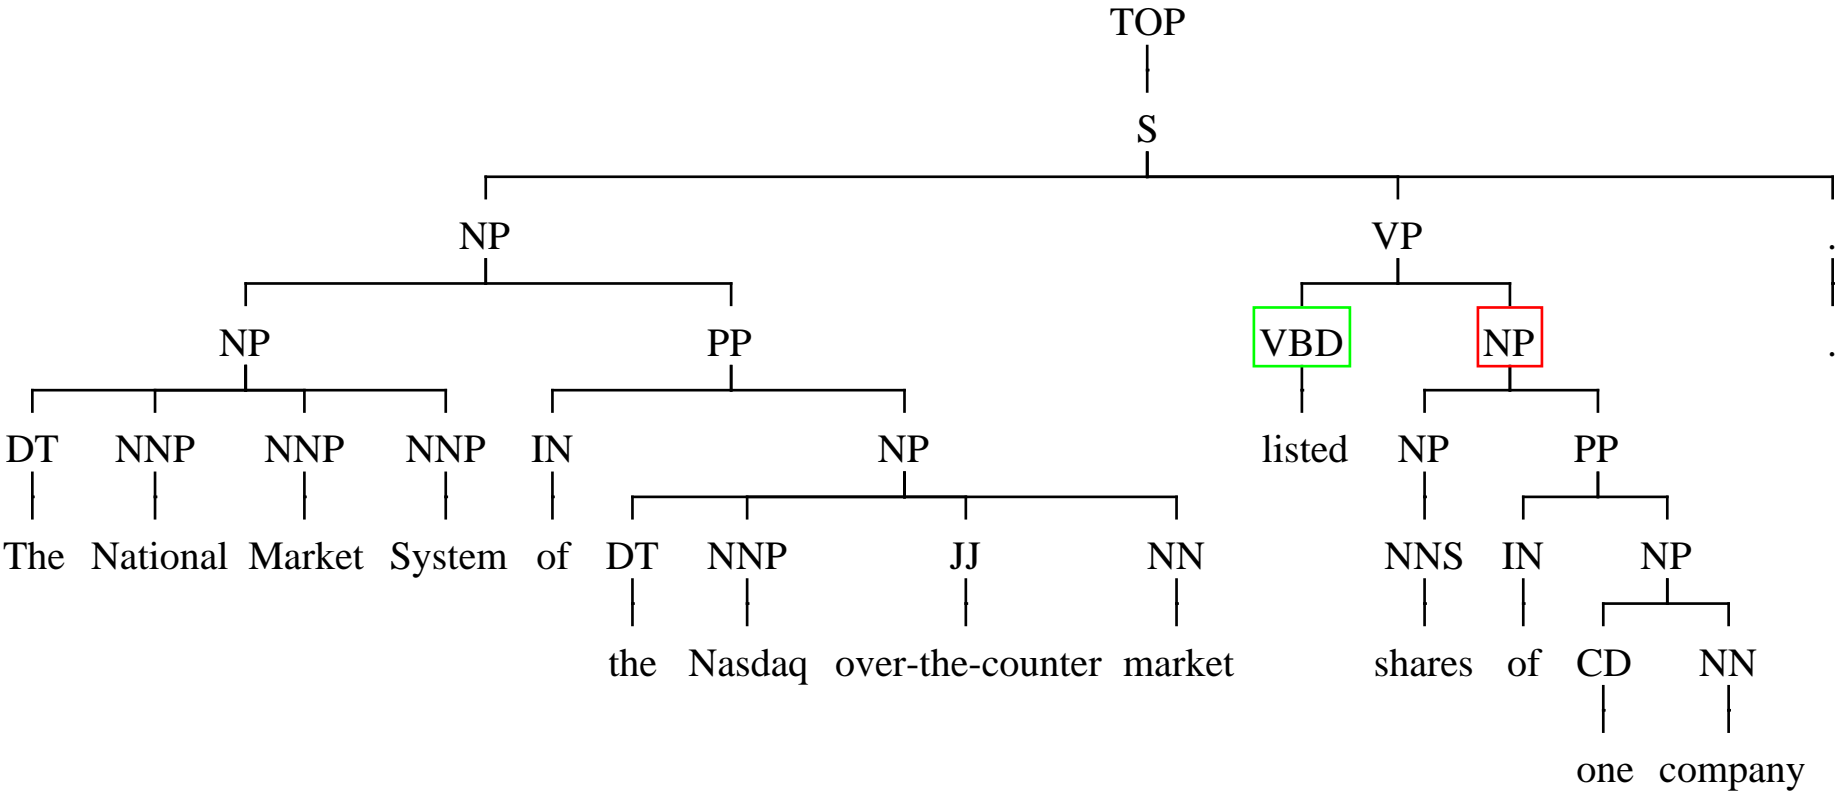 TOP
S
NP VP .
NP PP VBD NP .
DT NNP NNP NNP IN NP listed NP PP
The National Market System of DT NNP JJ NN NNS IN NP
the Nasdaq over-the-counter market shares of CD NN
one company